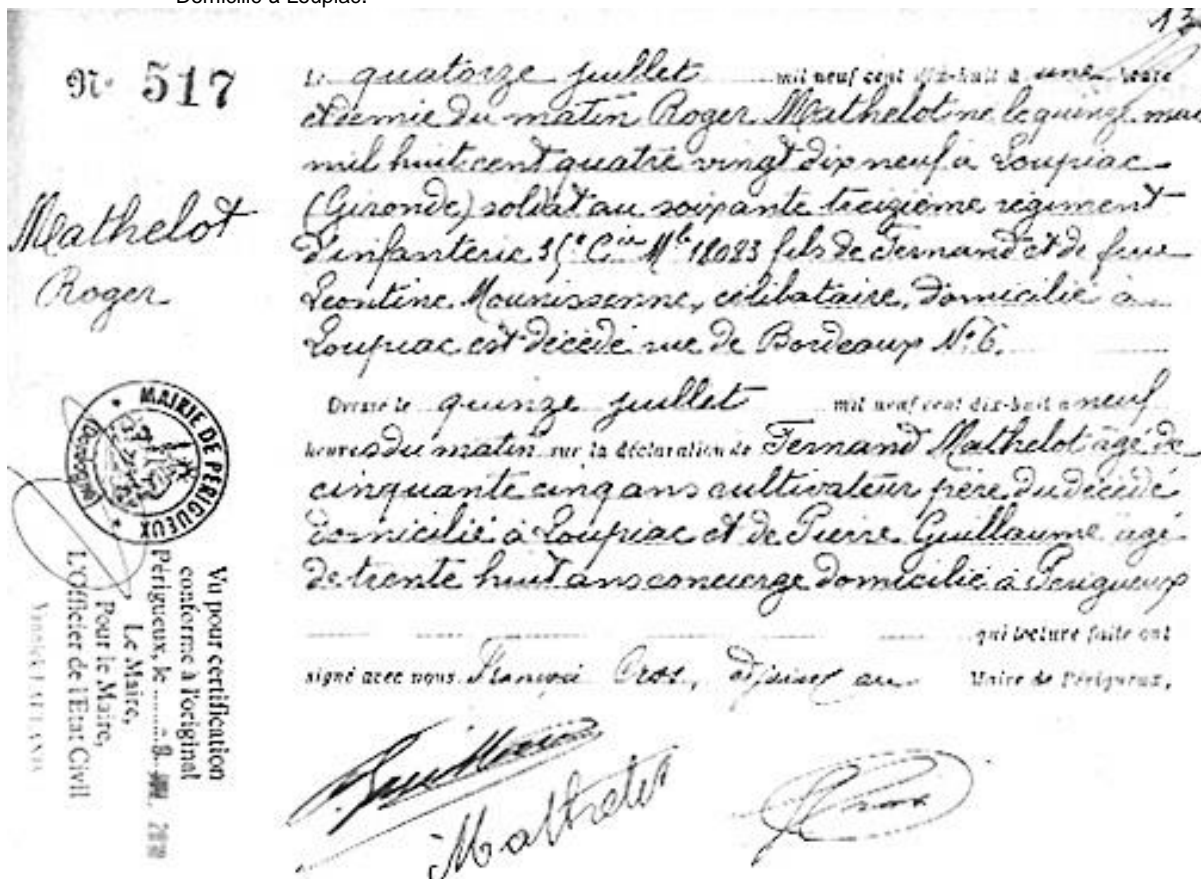 Domicilié à Loupiac.
13
N° 517
Le quatorze juillet mil neuf cent dix-huit à une heure
et demie du matin Roger Mathelot né le quinze mai
mil huit cent quatre vingt dix neuf à Loupiac
(Gironde) soldat au soixante treizième régiment
d'infanterie 35e Cie Mle 18083 fils de Fernand et de feue
Léontine Mounissenne, célibataire, domicilié à
Loupiac est décédé rue de Bordeaux N° 6.
Mathelot
Roger
Dressé le quinze juillet mil neuf cent dix-huit à neuf
heures du matin sur la déclaration de Fernand Mathelot âgé de
cinquante cinq ans cultivateur père du décédé
domicilié à Loupiac et de Pierre Guillaume âgé
de trente huit ans concierge domicilié à Périgueux
qui lecture faite ont
signé avec nous François Cros, adjoint au Maire de Périgueux,
Guillaume
Mathelot
Cros
MAIRIE DE PÉRIGUEUX
Dordogne
Vu pour certification
conforme à l'original
Périgueux, le 2010
Le Maire,
Pour le Maire,
L'Officier de l'Etat Civil